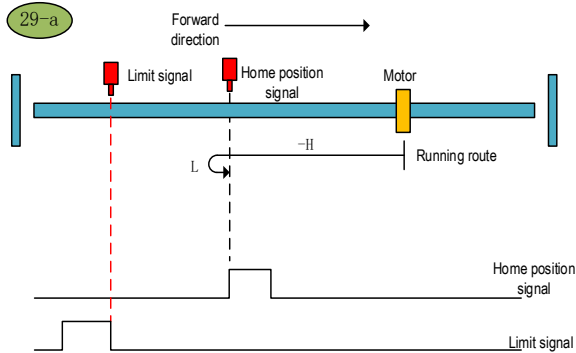 29-a
Forward
direction
Limit signal
Home position
signal
Motor
-H
L
Running route
Home position
signal
Limit signal